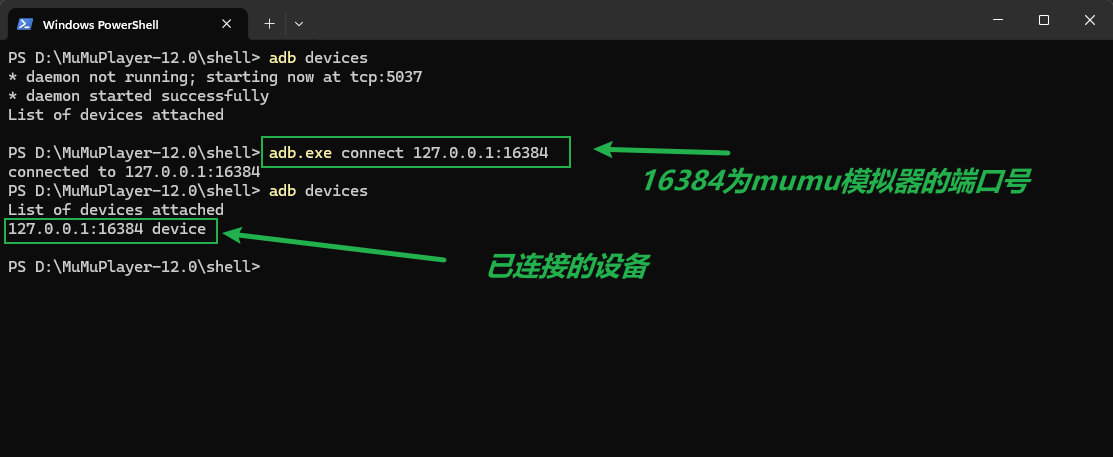 Windows PowerShell
PS D:\MuMuPlayer-12.0\shell> adb devices
* daemon not running; starting now at tcp:5037
* daemon started successfully
List of devices attached
PS D:\MuMuPlayer-12.0\shell> adb.exe connect 127.0.0.1:16384
connected to 127.0.0.1:16384
16384为mumu模拟器的端口号
PS D:\MuMuPlayer-12.0\shell> adb devices
List of devices attached
127.0.0.1:16384 device
已连接的设备
PS D:\MuMuPlayer-12.0\shell>